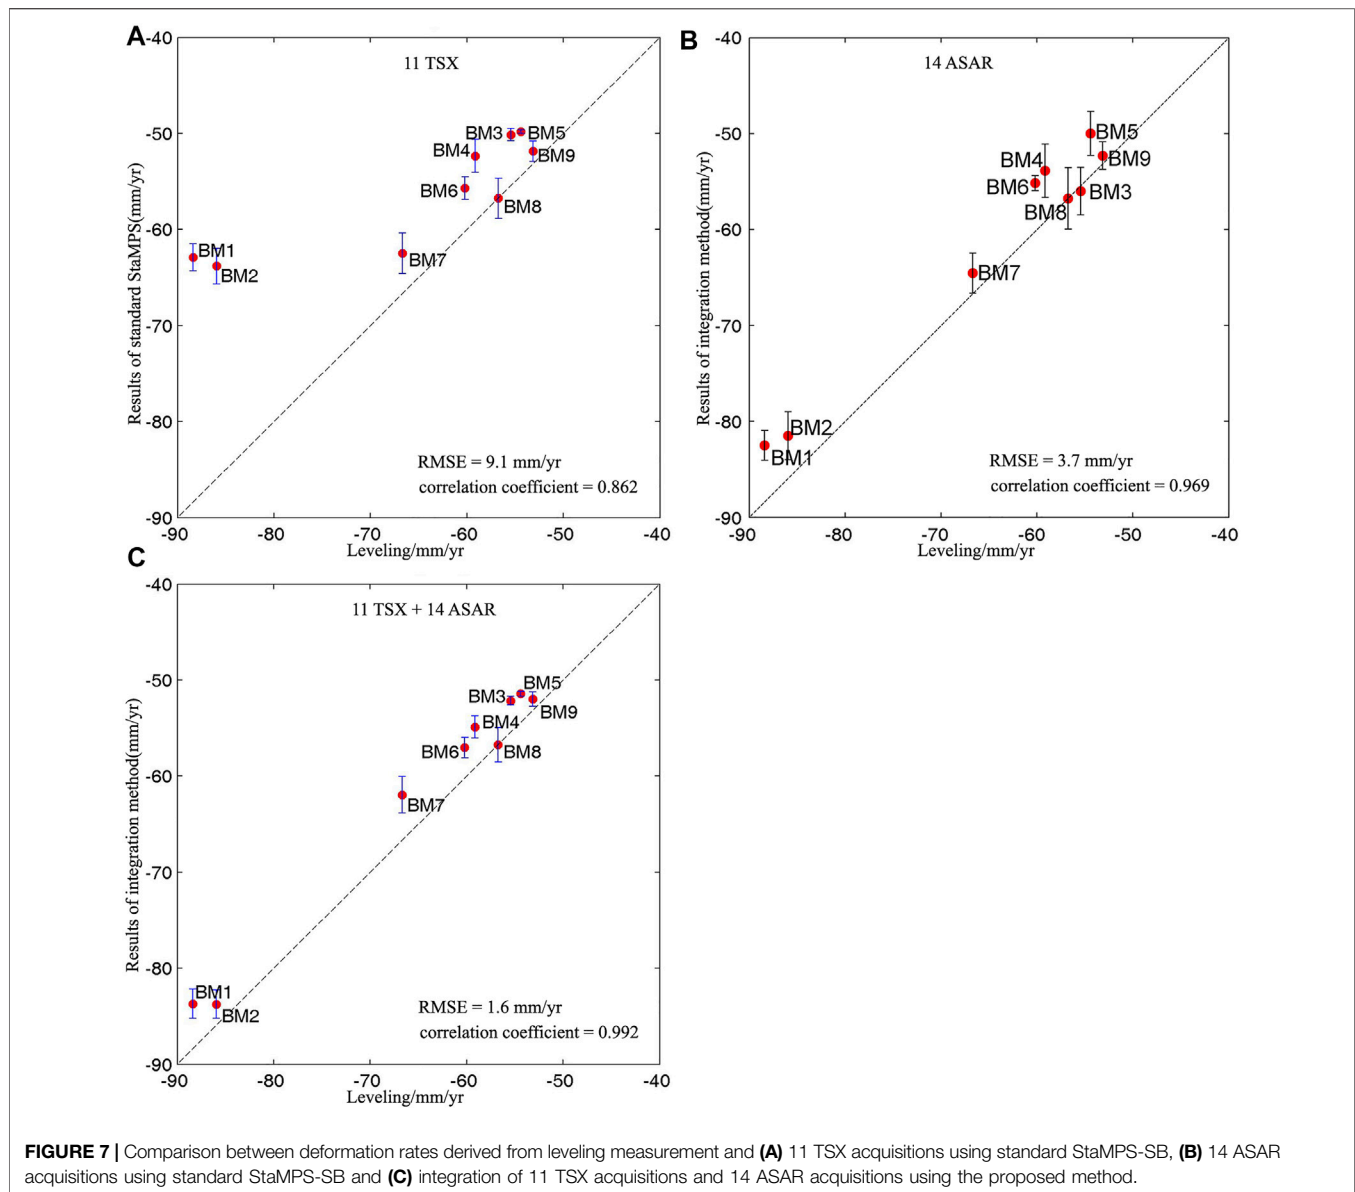 A
11 TSX
-40
-50
-60
-70
-80
-90
Results of standard StaMPS(mm/yr)
BM3
BM5
BM4
BM9
BM6
BM8
BM1
BM2
BM7
RMSE = 9.1 mm/yr
correlation coefficient = 0.862
-90 -80 -70 -60 -50 -40
Leveling/mm/yr
B
14 ASAR
-40
-50
-60
-70
-80
-90
Results of integration method(mm/yr)
BM5
BM4
BM9
BM6
BM3
BM8
BM7
BM2
BM1
RMSE = 3.7 mm/yr
correlation coefficient = 0.969
-90 -80 -70 -60 -50 -40
Leveling/mm/yr
C
11 TSX + 14 ASAR
-40
-50
-60
-70
-80
-90
Results of integration method(mm/yr)
BM5
BM3
BM9
BM4
BM6
BM8
BM7
BM1
BM2
RMSE = 1.6 mm/yr
correlation coefficient = 0.992
-90 -80 -70 -60 -50 -40
Leveling/mm/yr
FIGURE 7 | Comparison between deformation rates derived from leveling measurement and (A) 11 TSX acquisitions using standard StaMPS-SB, (B) 14 ASAR
acquisitions using standard StaMPS-SB and (C) integration of 11 TSX acquisitions and 14 ASAR acquisitions using the proposed method.